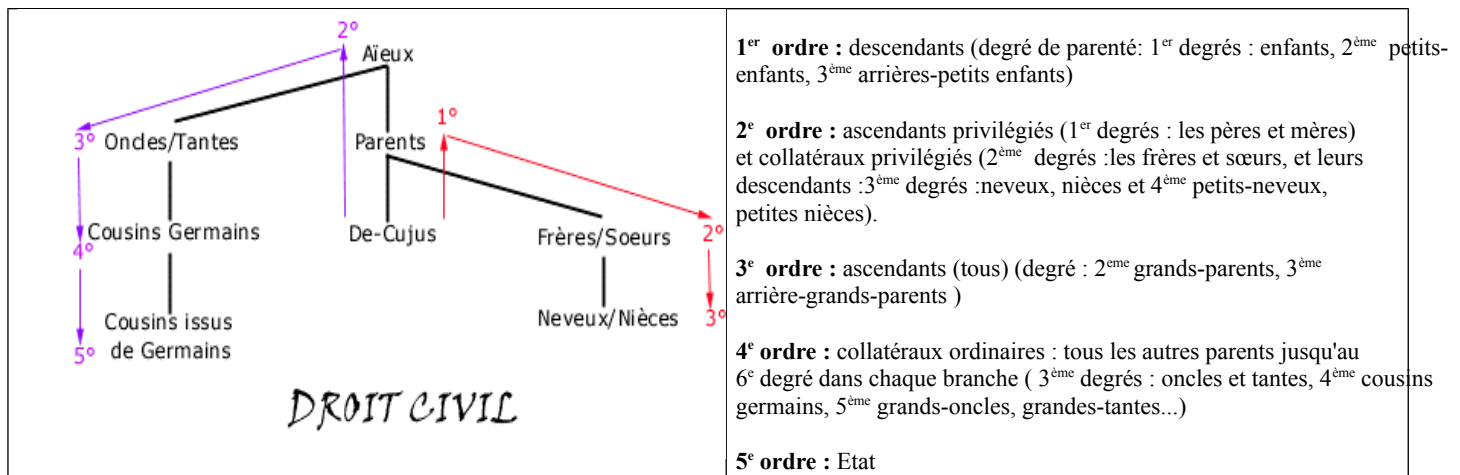 2°
Aïeux
1°
3° Oncles/Tantes
Parents
Cousins Germains
De-Cujus
Frères/Soeurs
2°
4°
Cousins issus
de Germains
5°
Neveux/Nièces
3°
DROIT CIVIL
1er ordre : descendants (degré de parenté: 1er degrés : enfants, 2ème petits-
enfants, 3ème arrières-petits enfants)
2e ordre : ascendants privilégiés (1er degrés : les pères et mères)
et collatéraux privilégiés (2ème degrés :les frères et sœurs, et leurs
descendants :3ème degrés :neveux, nièces et 4ème petits-neveux,
petites nièces).
3e ordre : ascendants (tous) (degré : 2eme grands-parents, 3ème
arrière-grands-parents )
4e ordre : collatéraux ordinaires : tous les autres parents jusqu'au
6e degré dans chaque branche ( 3ème degrés : oncles et tantes, 4ème cousins
germains, 5ème grands-oncles, grandes-tantes...)
5e ordre : Etat